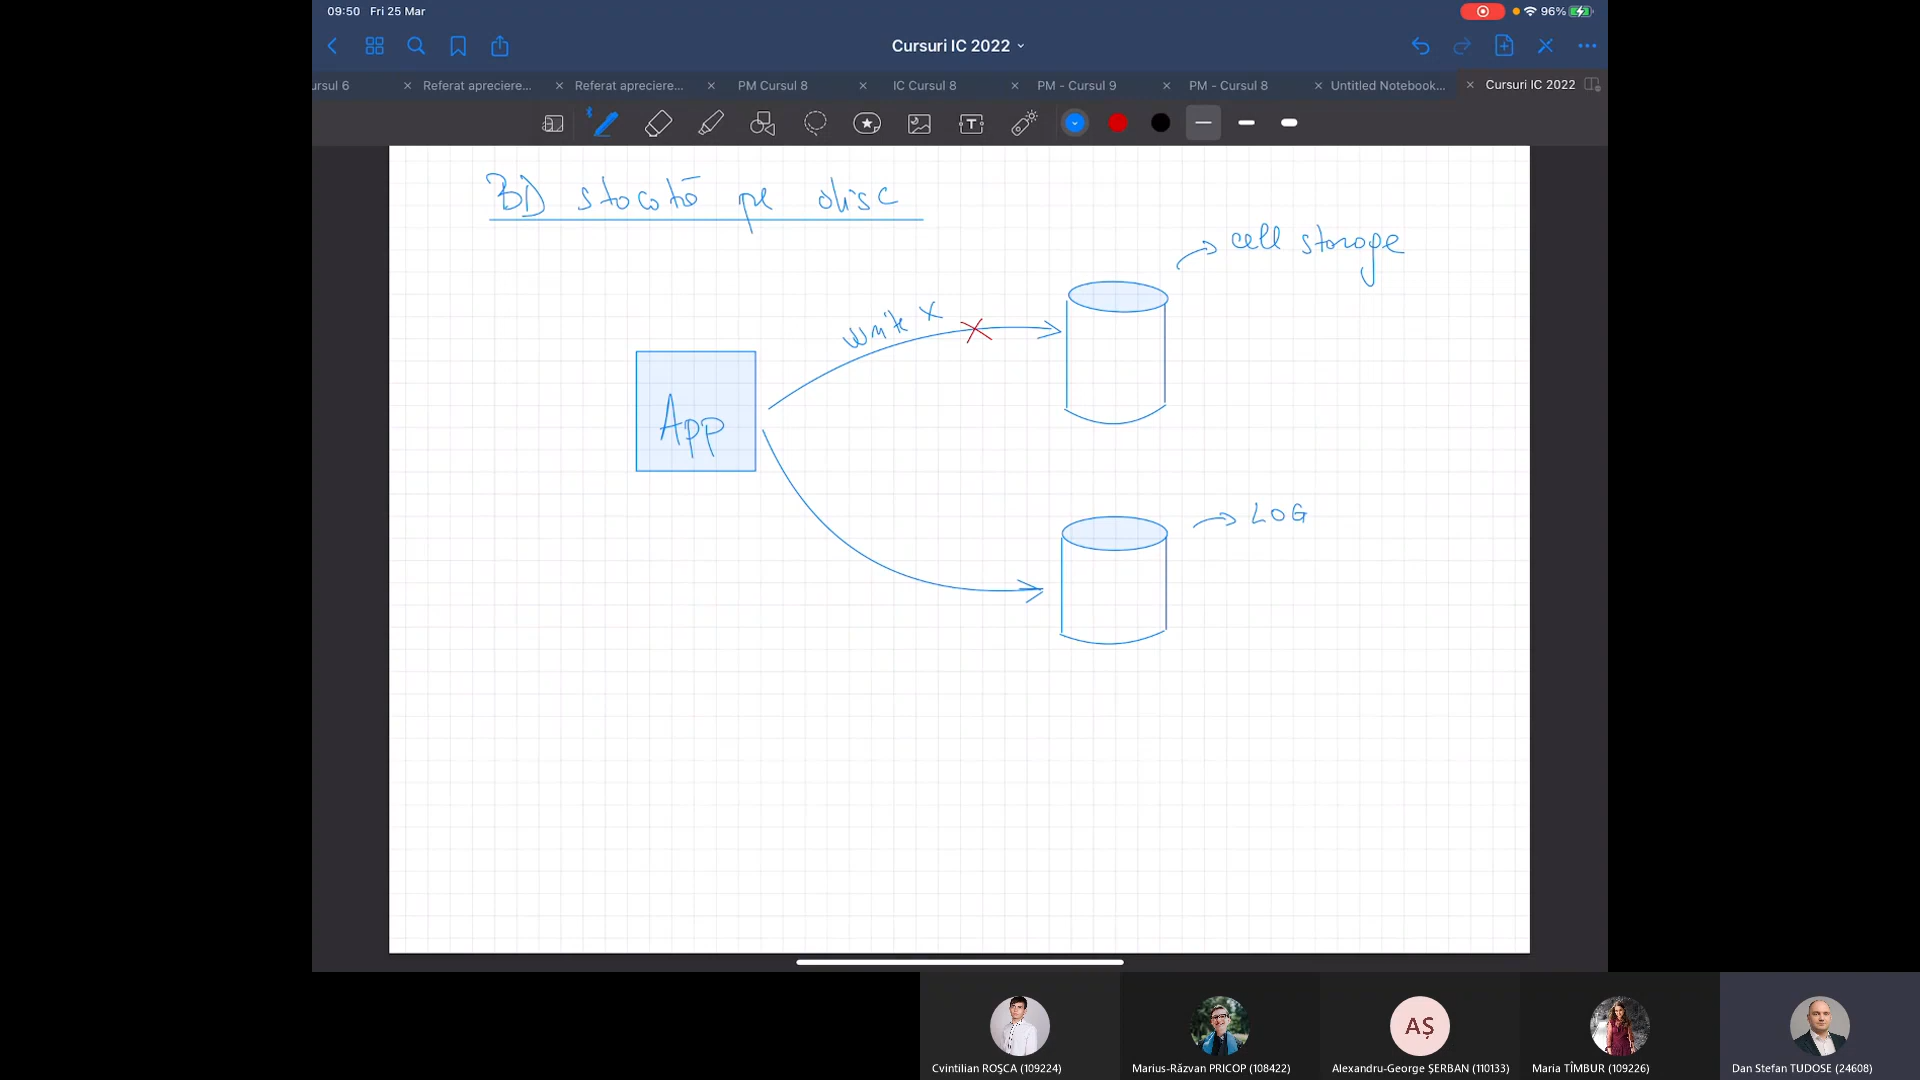 09:50 Fri 25 Mar
96%
Cursuri IC 2022
ursul 6
Referat apreciere...
Referat apreciere...
PM Cursul 8
IC Cursul 8
PM - Cursul 9
PM - Cursul 8
Untitled Notebook...
Cursuri IC 2022
BD stocată pe disc
cell storage
write X
App
LOG
AȘ
Cvintilian ROȘCA (109224)
Marius-Răzvan PRICOP (108422)
Alexandru-George ȘERBAN (110133)
Maria TÎMBUR (109226)
Dan Stefan TUDOSE (24608)